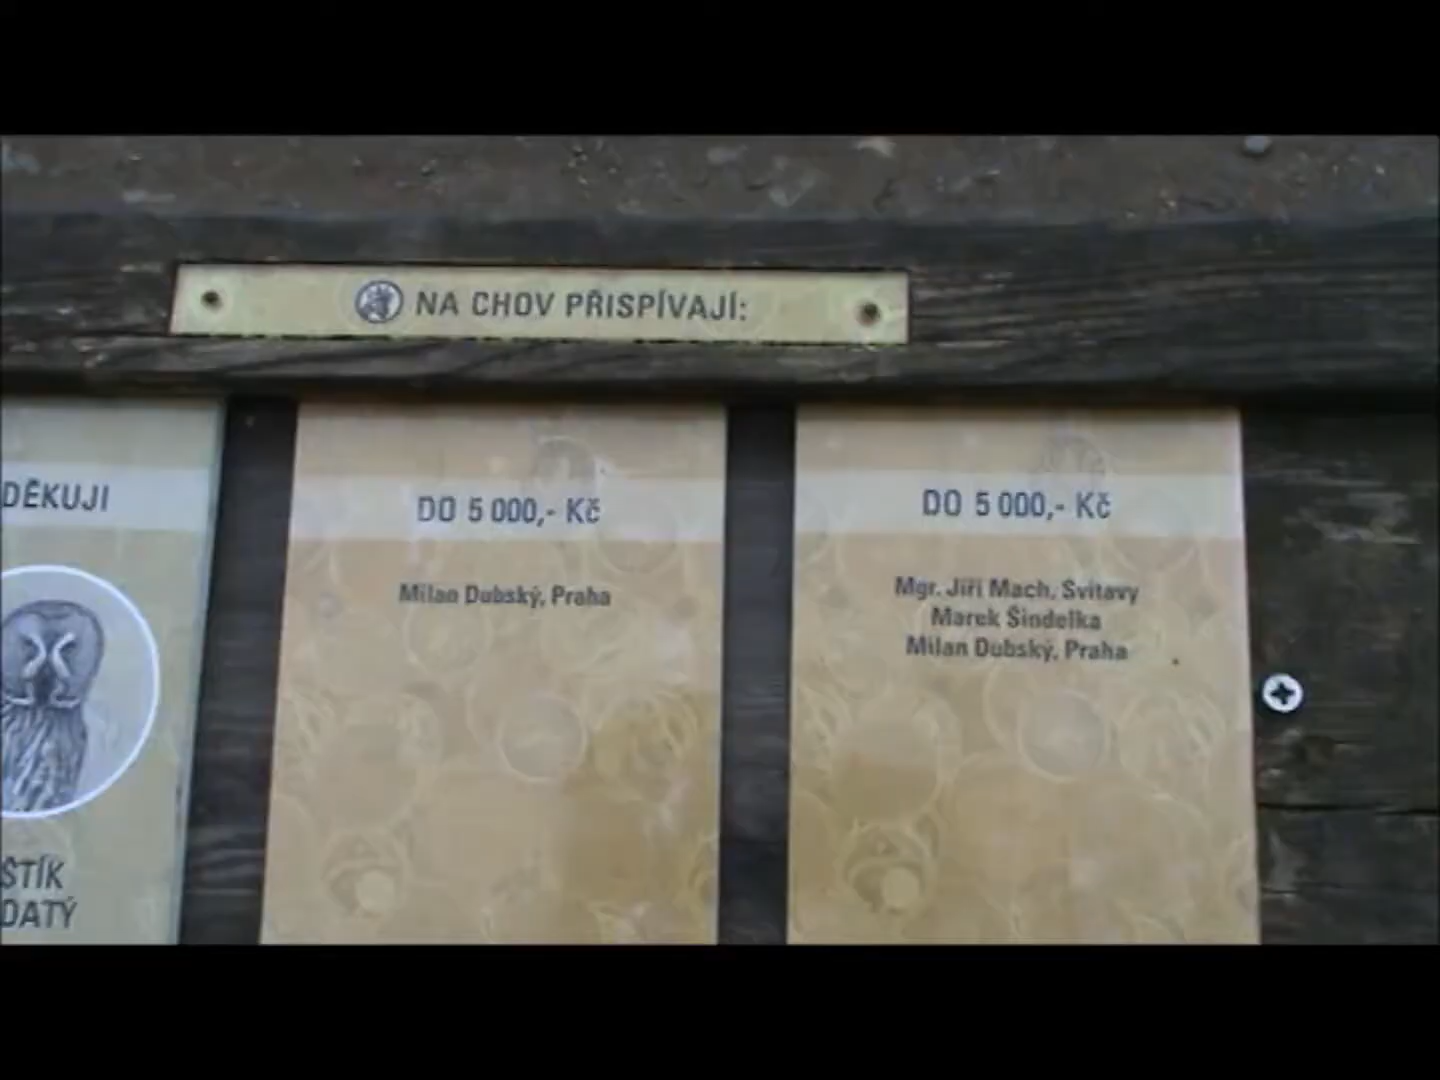 NA CHOV PŘISPÍVAJÍ:
DĚKUJI
ŠTÍK
DATÝ
DO 5 000,- Kč
Milan Dubský, Praha
DO 5 000,- Kč
Mgr. Jiří Mach, Svitavy
Marek Šindelka
Milan Dubský, Praha